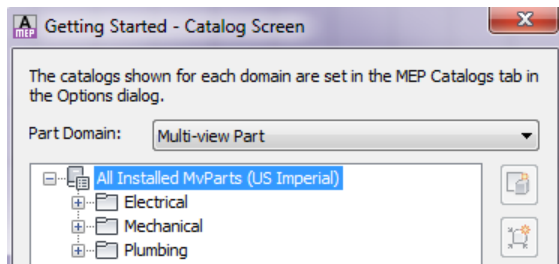 A
MEP
Getting Started - Catalog Screen
The catalogs shown for each domain are set in the MEP Catalogs tab in
the Options dialog.
Part Domain: Multi-view Part
All Installed MvParts (US Imperial)
Electrical
Mechanical
Plumbing